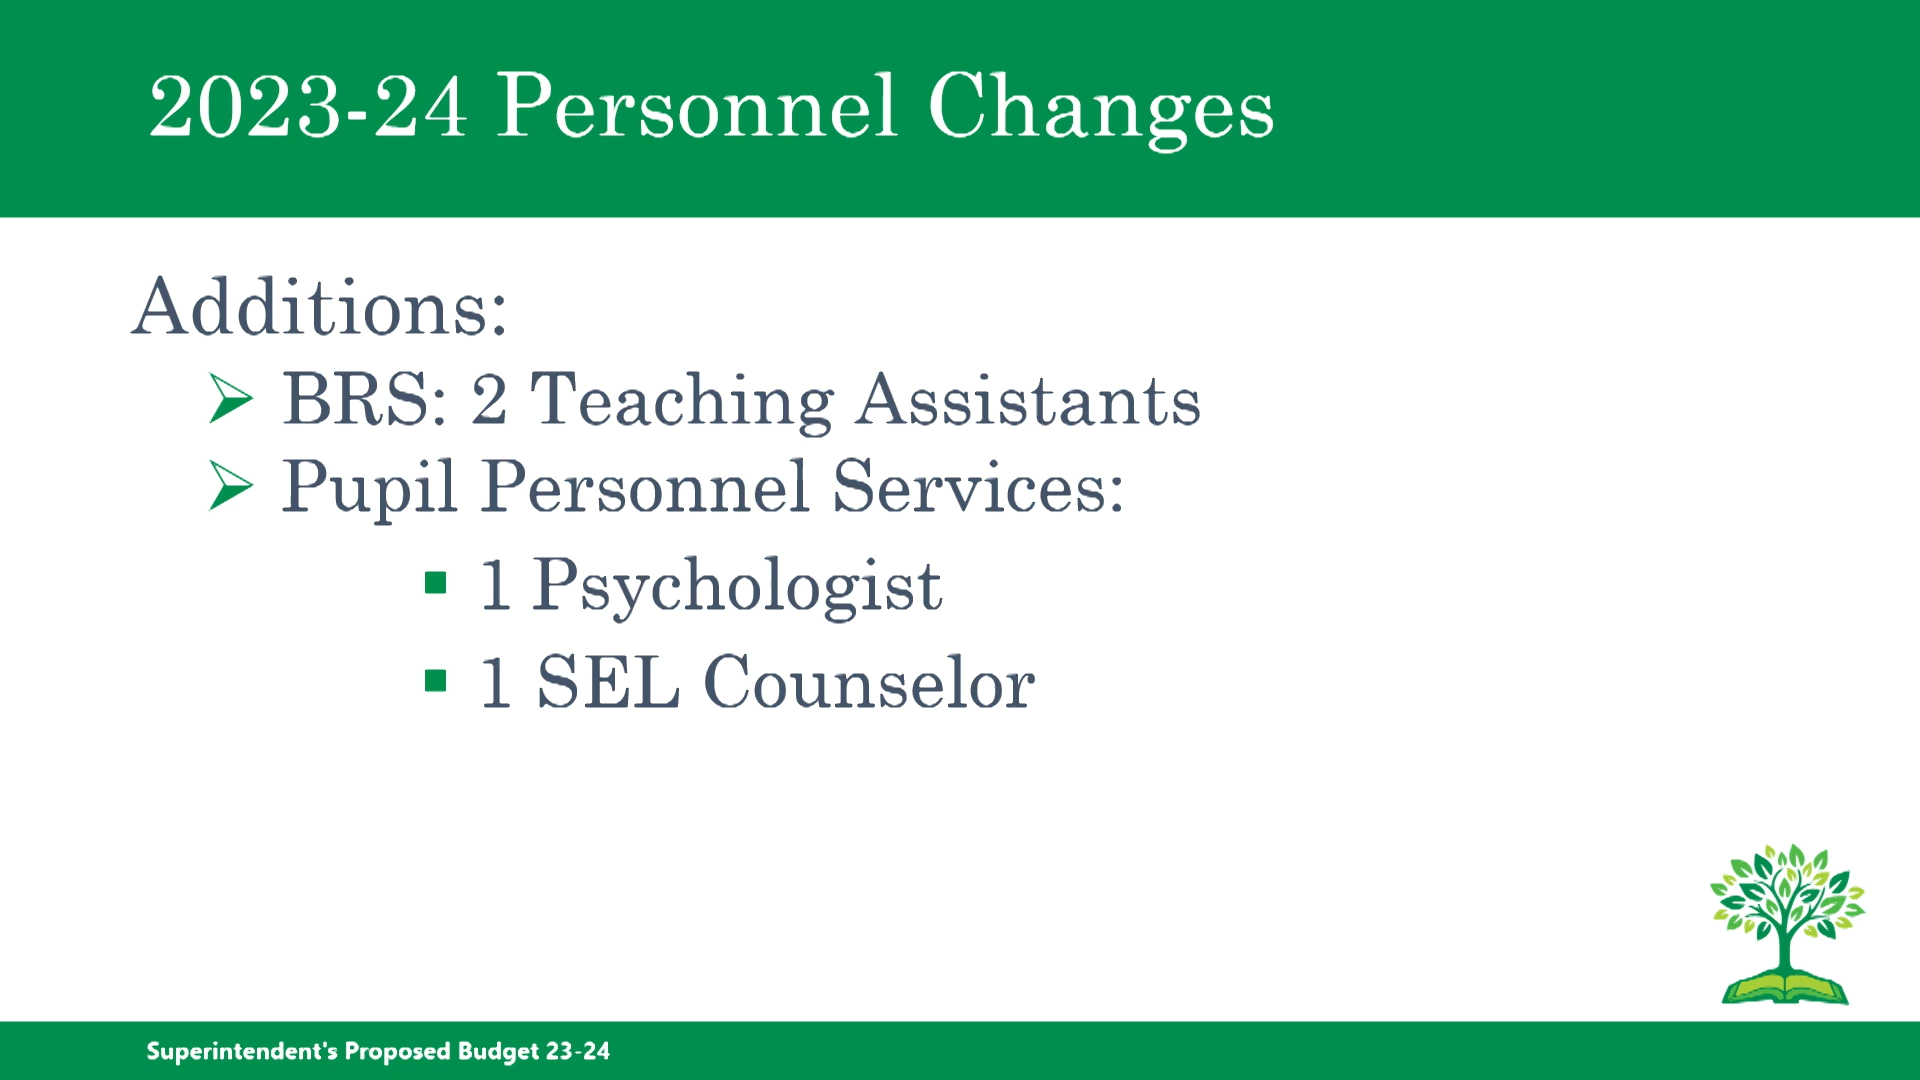 2023-24 Personnel Changes
Additions:
BRS: 2 Teaching Assistants
Pupil Personnel Services:
1 Psychologist
1 SEL Counselor
Superintendent's Proposed Budget 23-24